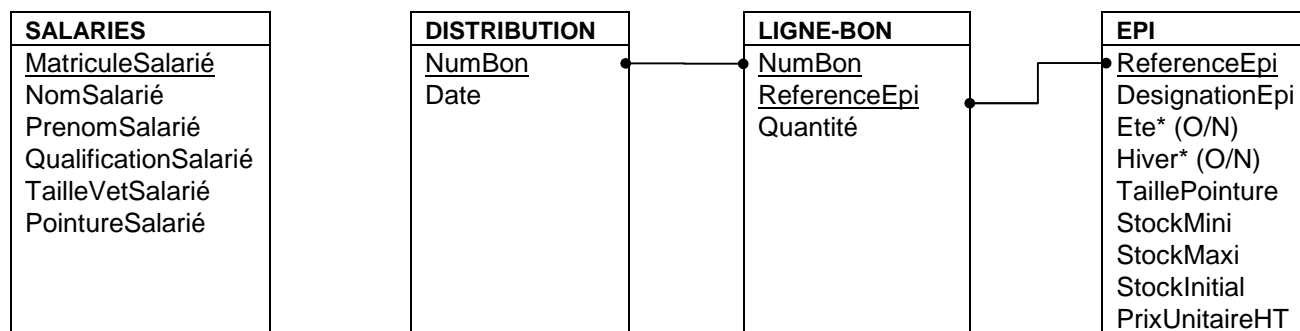 SALARIES
MatriculeSalarié
NomSalarié
PrenomSalarié
QualificationSalarié
TailleVetSalarié
PointureSalarié
DISTRIBUTION
NumBon
Date
LIGNE-BON
NumBon
ReferenceEpi
Quantité
EPI
ReferenceEpi
DesignationEpi
Ete* (O/N)
Hiver* (O/N)
TaillePointure
StockMini
StockMaxi
StockInitial
PrixUnitaireHT